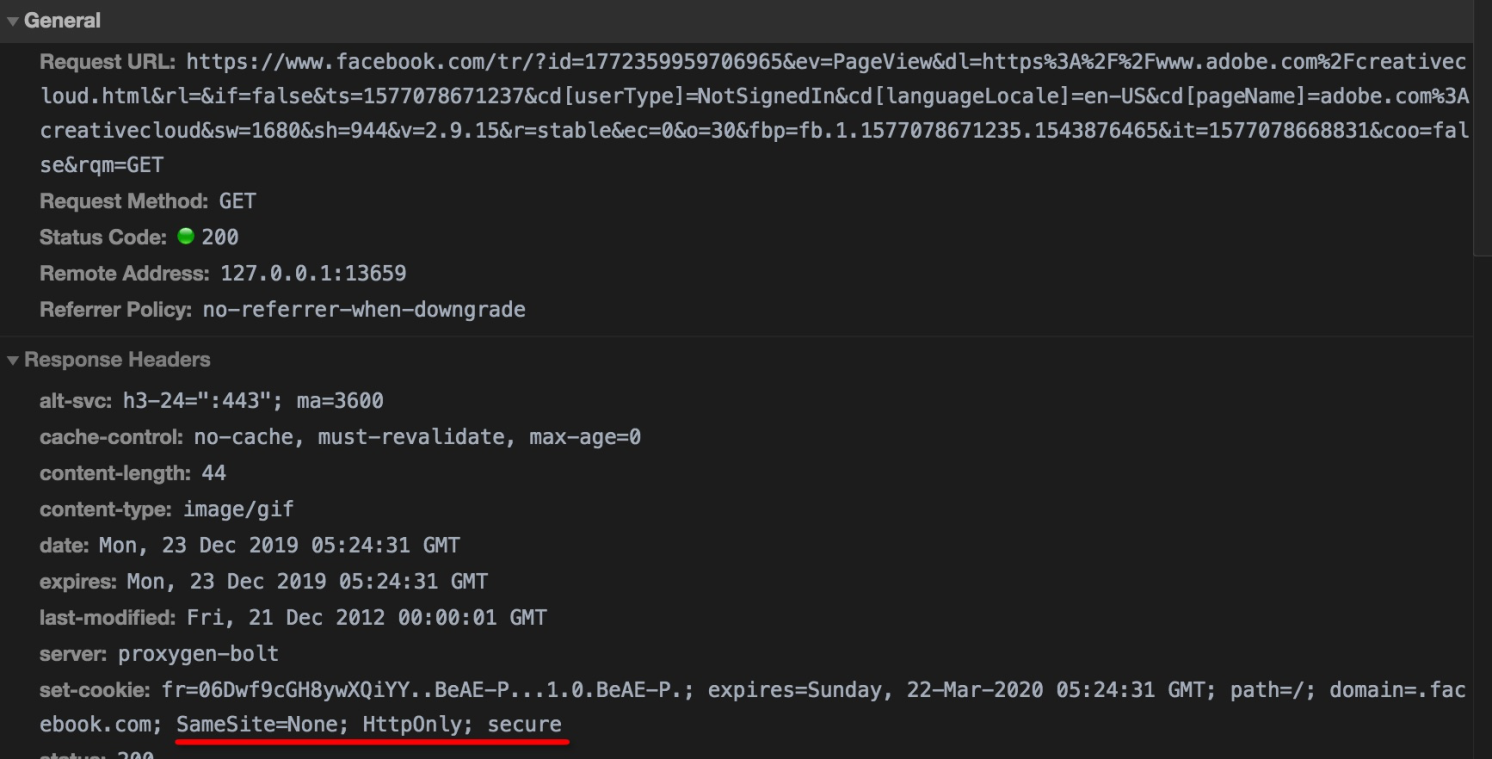 General
Request URL: https://www.facebook.com/tr/?id=1772359959706965&ev=PageView&dl=https%3A%2F%2Fwww.adobe.com%2Fcreativec
loud.html&rl=&if=false&ts=1577078671237&cd[userType]=NotSignedIn&cd[languageLocale]=en-US&cd[pageName]=adobe.com%3A
creativecloud&sw=1680&sh=944&v=2.9.15&r=stable&ec=0&o=30&fbp=fb.1.1577078671235.1543876465&it=1577078668831&coo=fal
se&rqm=GET
Request Method: GET
Status Code: 200
Remote Address: 127.0.0.1:13659
Referrer Policy: no-referrer-when-downgrade
Response Headers
alt-svc: h3-24=":443"; ma=3600
cache-control: no-cache, must-revalidate, max-age=0
content-length: 44
content-type: image/gif
date: Mon, 23 Dec 2019 05:24:31 GMT
expires: Mon, 23 Dec 2019 05:24:31 GMT
last-modified: Fri, 21 Dec 2012 00:00:01 GMT
server: proxygen-bolt
set-cookie: fr=06Dwf9cGH8ywXQiYY..BeAE-P...1.0.BeAE-P.; expires=Sunday, 22-Mar-2020 05:24:31 GMT; path=/; domain=.fac
ebook.com; SameSite=None; HttpOnly; secure
status: 200